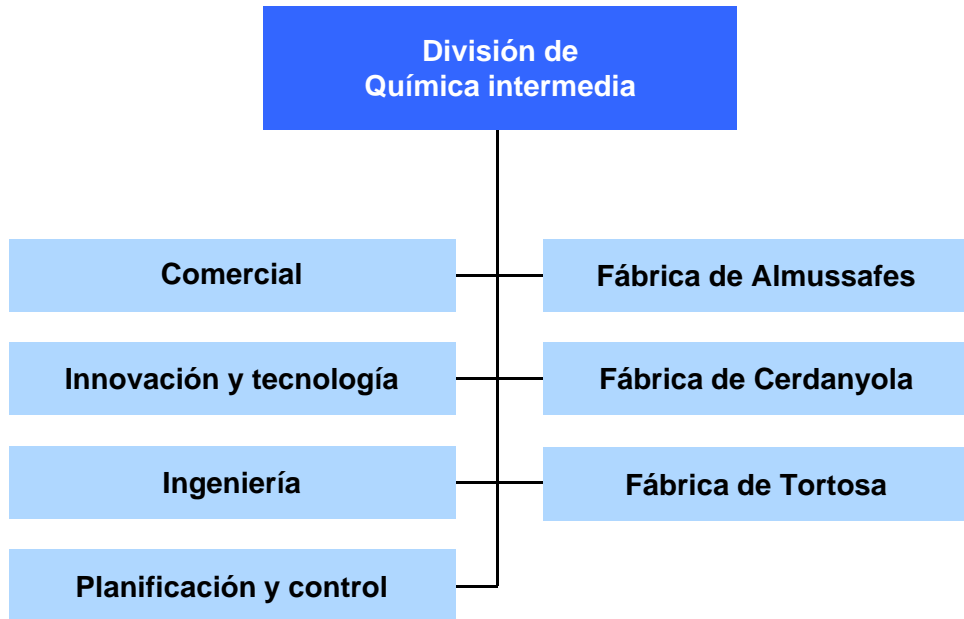 División de
Química intermedia
Comercial
Fábrica de Almussafes
Innovación y tecnología
Fábrica de Cerdanyola
Ingeniería
Fábrica de Tortosa
Planificación y control